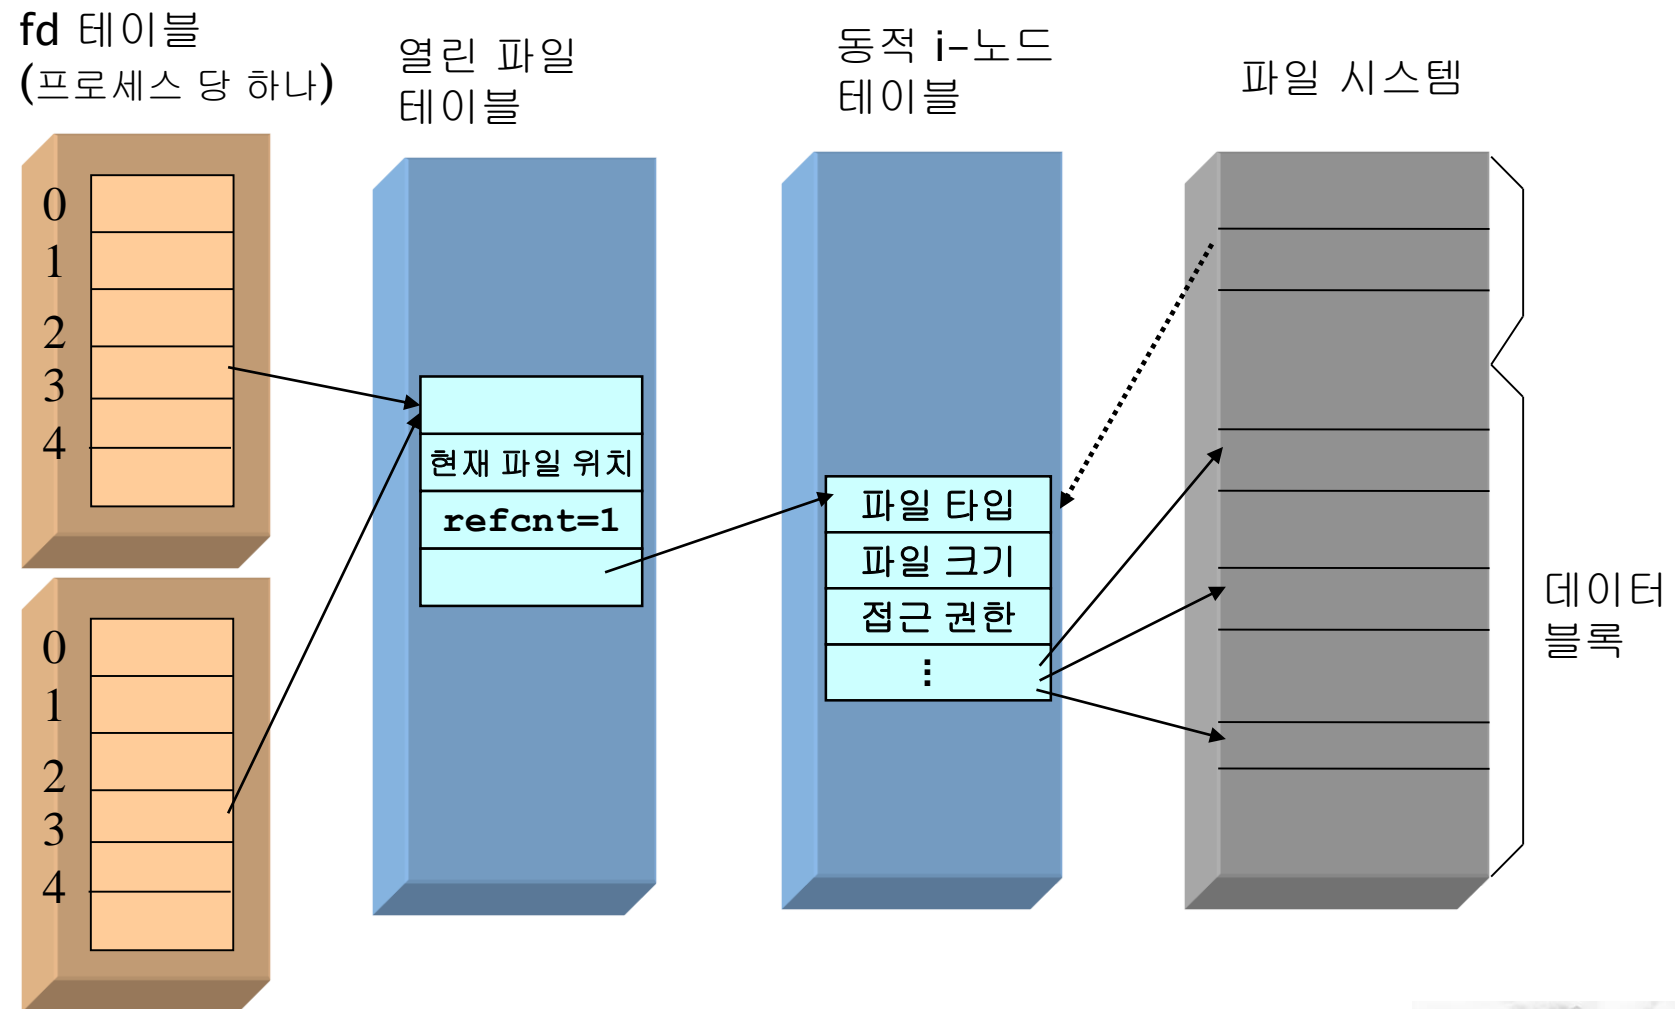 fd 테이블
(프로세스 당 하나)
열린 파일
테이블
동적 i-노드
테이블
파일 시스템
0
1
2
3
4
0
1
2
3
4
현재 파일 위치
refcnt=1
파일 타입
파일 크기
접근 권한
⋮
데이터
블록